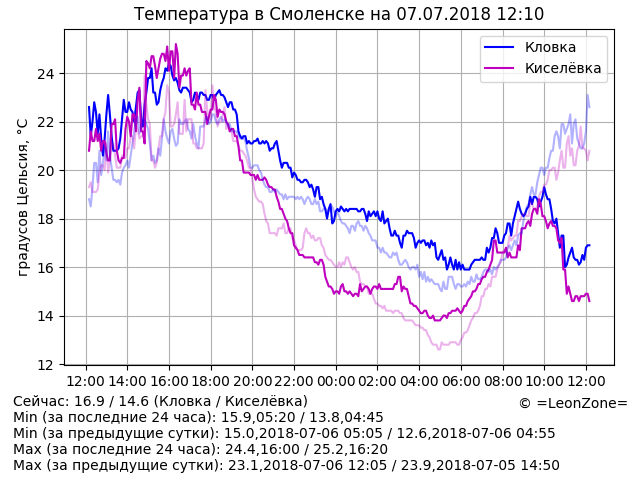 Температура в Смоленске на 07.07.2018 12:10
Кловка
Киселёвка
градусов Цельсия, °C
24
22
20
18
16
14
12
12:00 14:00 16:00 18:00 20:00 22:00 00:00 02:00 04:00 06:00 08:00 10:00 12:00
Сейчас: 16.9 / 14.6 (Кловка / Киселёвка)
© =LeonZone=
Min (за последние 24 часа): 15.9,05:20 / 13.8,04:45
Min (за предыдущие сутки): 15.0,2018-07-06 05:05 / 12.6,2018-07-06 04:55
Max (за последние 24 часа): 24.4,16:00 / 25.2,16:20
Max (за предыдущие сутки): 23.1,2018-07-06 12:05 / 23.9,2018-07-05 14:50